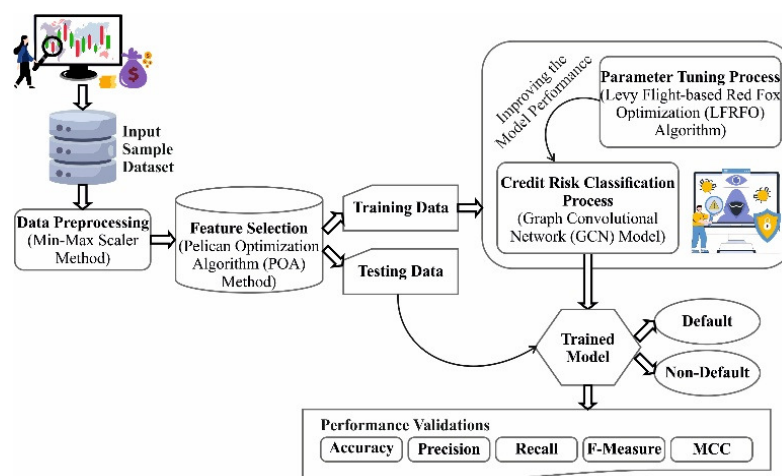 Input
Sample
Dataset
Data Preprocessing
(Min-Max Scaler
Method)
Feature Selection
(Pelican Optimization
Algorithm (POA)
Method)
Training Data
Testing Data
Improving the
Model Performance
Parameter Tuning Process
(Levy Flight-based Red Fox
Optimization (LFRFO)
Algorithm)
Credit Risk Classification
Process
(Graph Convolutional
Network (GCN) Model)
Trained
Model
Default
Non-Default
Performance Validations
Accuracy
Precision
Recall
F-Measure
MCC